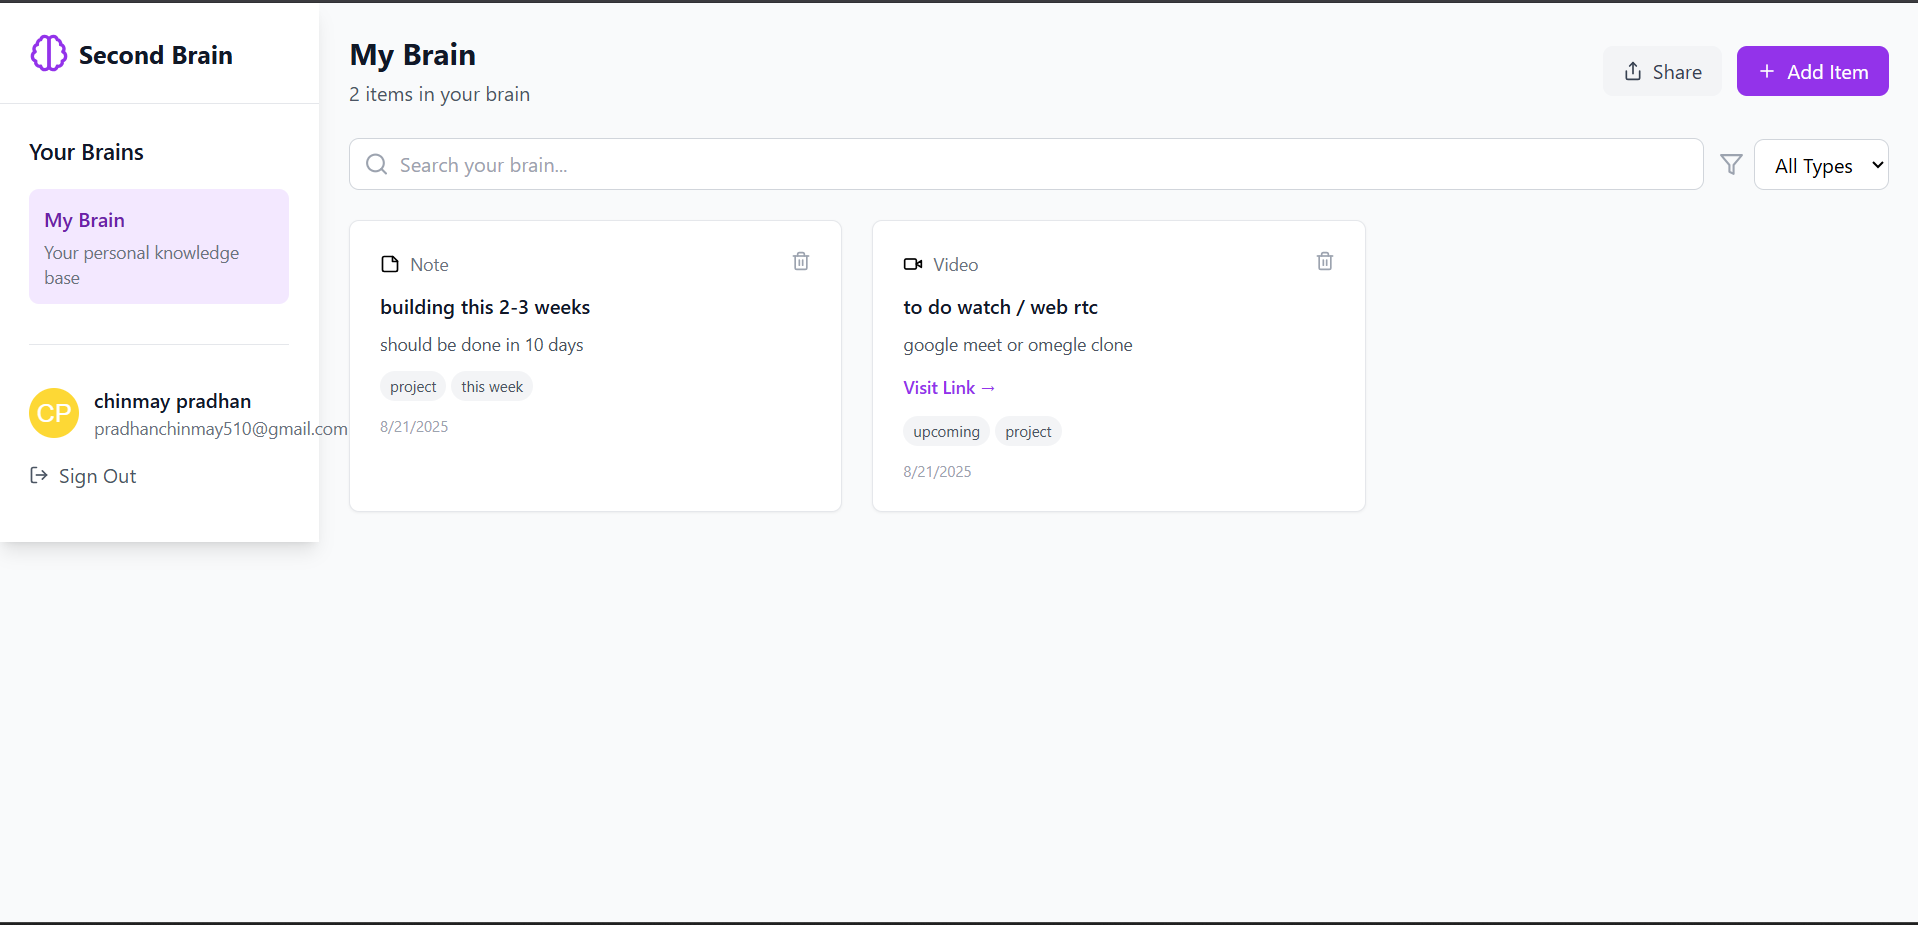 Second Brain
Your Brains
My Brain
Your personal knowledge
base
CP
chinmay pradhan
pradhanchinmay510@gmail.com
Sign Out
My Brain
2 items in your brain
Share
Add Item
Search your brain...
All Types
Note
building this 2-3 weeks
should be done in 10 days
project this week
8/21/2025
Video
to do watch / web rtc
google meet or omegle clone
Visit Link →
upcoming project
8/21/2025